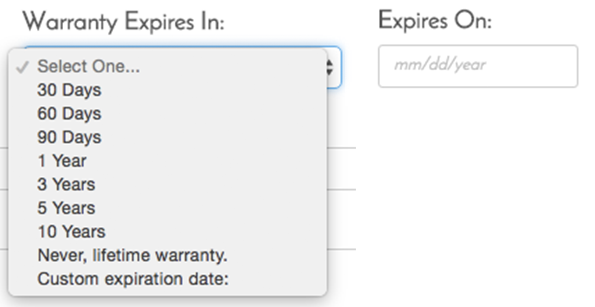 Warranty Expires In:
Expires On:
Select One...
mm/dd/year
30 Days
60 Days
90 Days
1 Year
3 Years
5 Years
10 Years
Never, lifetime warranty.
Custom expiration date: